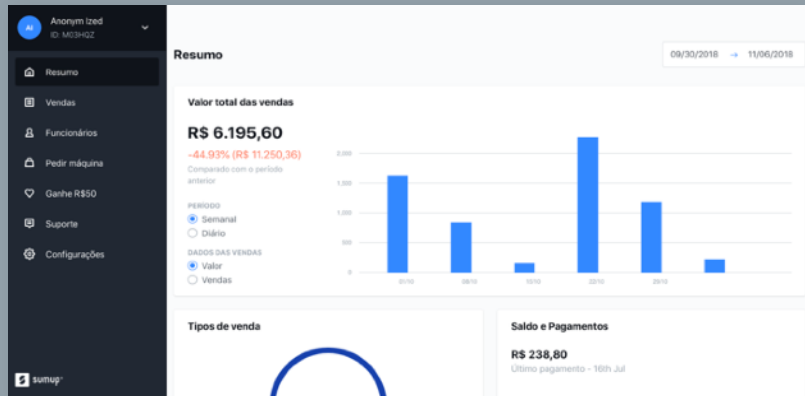 AI
Anonym Ized
ID: M03HQZ
Resumo
Vendas
Funcionários
Pedir máquina
Ganhe R$50
Suporte
Configurações
sumup
Resumo
09/30/2018 → 11/06/2018
Valor total das vendas
R$ 6.195,60
-44.93% (R$ 11.250,36)
Comparado com o período
anterior
PERÍODO
Semanal
Diário
DADOS DAS VENDAS
Valor
Vendas
2,000
1,500
1,000
500
0
01/10
08/10
22/10
Tipos de venda
Saldo e Pagamentos
R$ 238,80
Último pagamento - 16th Jul